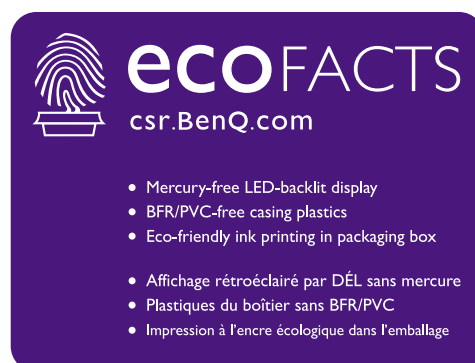 ecoFACTS
csr.BenQ.com
• Mercury-free LED-backlit display
• BFR/PVC-free casing plastics
• Eco-friendly ink printing in packaging box
• Affichage rétroéclairé par DÉL sans mercure
• Plastiques du boîtier sans BFR/PVC
• Impression à l'encre écologique dans l'emballage